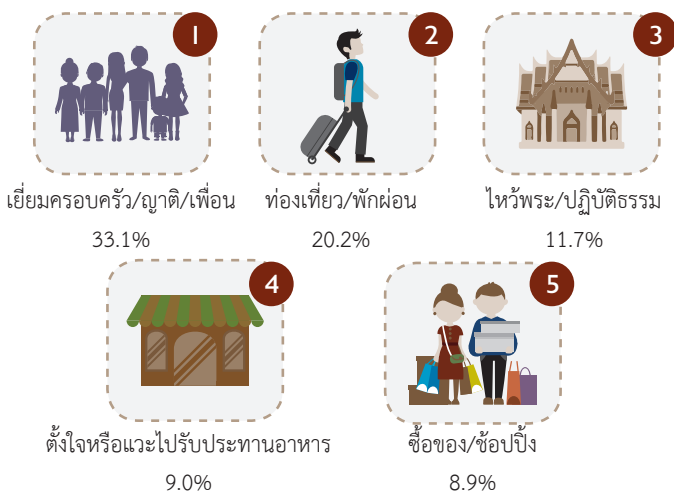 1
2
3
เยี่ยมครอบครัว/ญาติ/เพื่อน
ท่องเที่ยว/พักผ่อน
ไหว้พระ/ปฏิบัติธรรม
33.1%
20.2%
11.7%
4
5
ตั้งใจหรือแวะไปรับประทานอาหาร
ซื้อของ/ช้อปปิ้ง
9.0%
8.9%